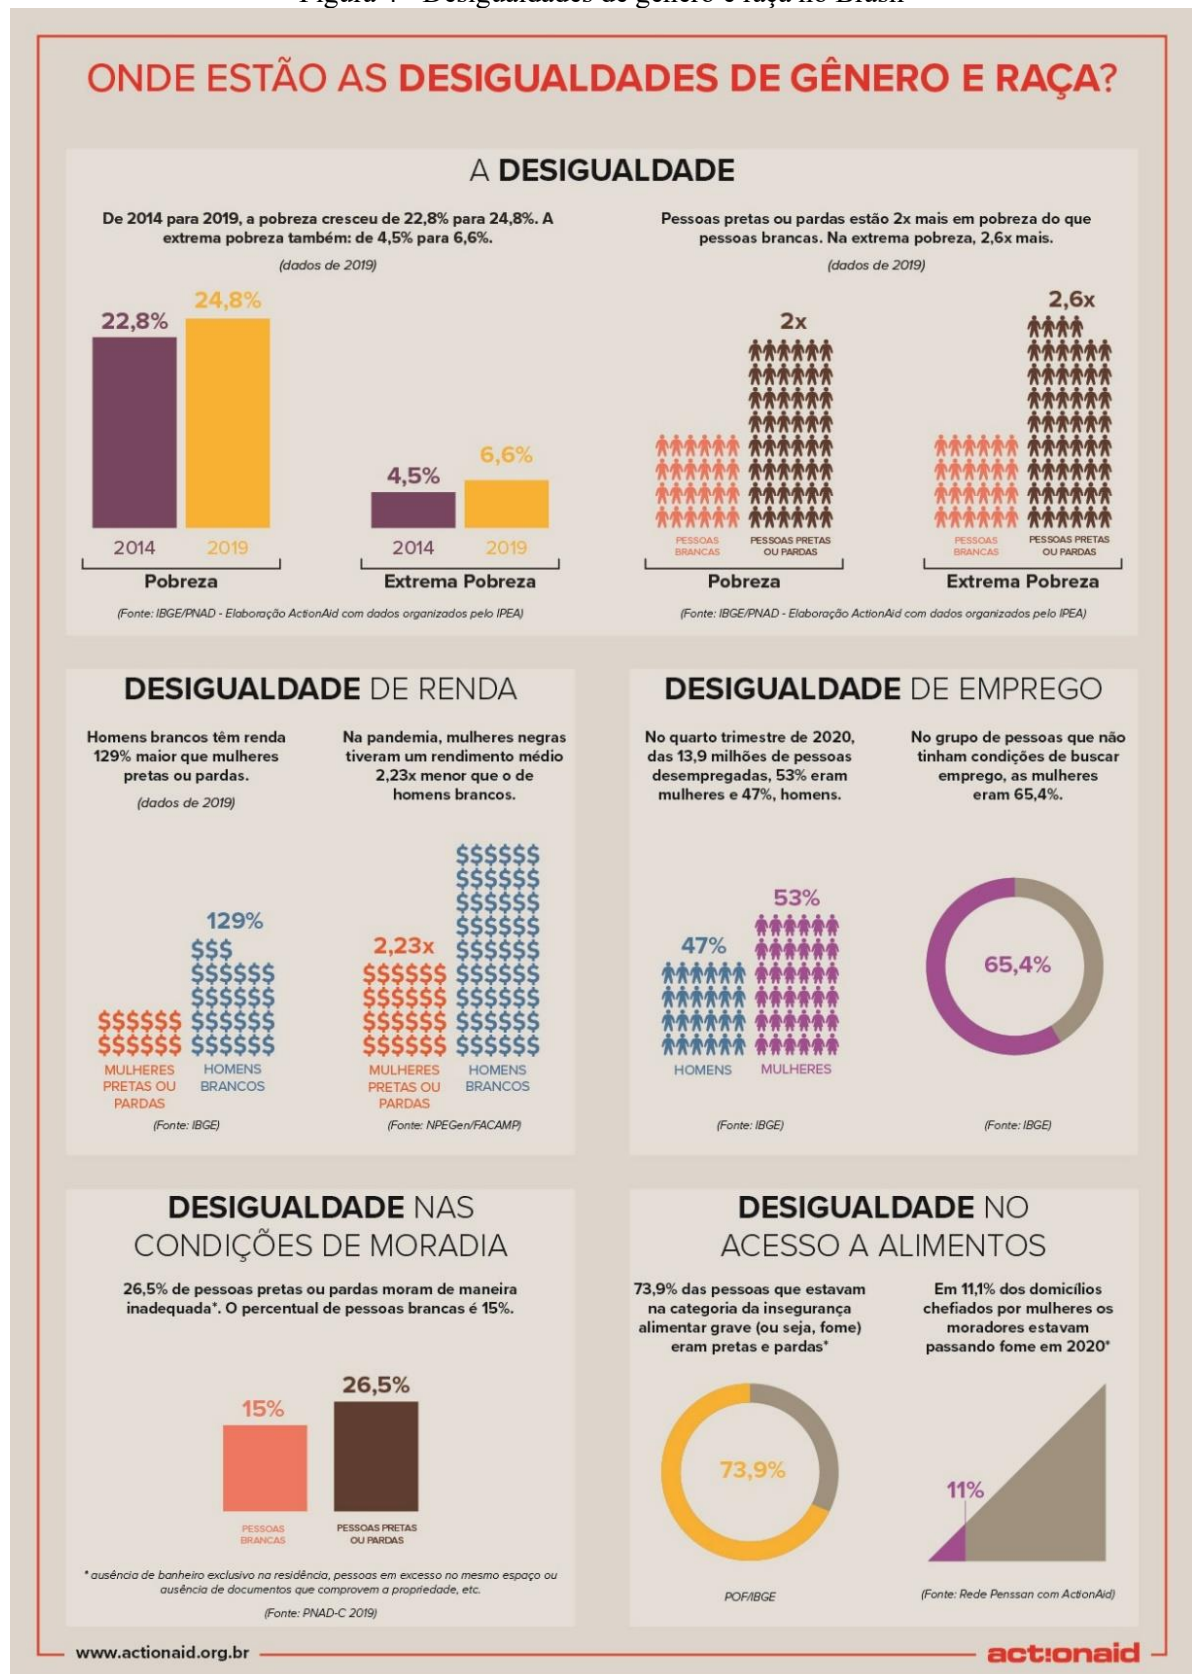 Figura 4 - Desigualdades de gênero e raça no Brasil
ONDE ESTÃO AS DESIGUALDADES DE GÊNERO E RAÇA?
A DESIGUALDADE
De 2014 para 2019, a pobreza cresceu de 22,8% para 24,8%. A
extrema pobreza também: de 4,5% para 6,6%.
(dados de 2019)
22,8%
24,8%
4,5%
6,6%
2014
2019
2014
2019
Pobreza
Extrema Pobreza
(Fonte: IBGE/PNAD - Elaboração ActionAid com dados organizados pelo IPEA)
Pessoas pretas ou pardas estão 2x mais em pobreza do que
pessoas brancas. Na extrema pobreza, 2,6x mais.
(dados de 2019)
2x
2,6x
PESSOAS
BRANCAS
PESSOAS PRETAS
OU PARDAS
PESSOAS
BRANCAS
PESSOAS PRETAS
OU PARDAS
Pobreza
Extrema Pobreza
(Fonte: IBGE/PNAD - Elaboração ActionAid com dados organizados pelo IPEA)
DESIGUALDADE DE RENDA
Homens brancos têm renda
129% maior que mulheres
pretas ou pardas.
(dados de 2019)
129%
MULHERES
PRETAS OU
PARDAS
HOMENS
BRANCOS
(Fonte: IBGE)
Na pandemia, mulheres negras
tiveram um rendimento médio
2,23x menor que o de
homens brancos.
2,23x
MULHERES
PRETAS OU
PARDAS
HOMENS
BRANCOS
(Fonte: NPEGen/FACAMP)
DESIGUALDADE DE EMPREGO
No quarto trimestre de 2020,
das 13,9 milhões de pessoas
desempregadas, 53% eram
mulheres e 47%, homens.
47%
53%
HOMENS
MULHERES
(Fonte: IBGE)
No grupo de pessoas que não
tinham condições de buscar
emprego, as mulheres
eram 65,4%.
65,4%
(Fonte: IBGE)
DESIGUALDADE NAS
CONDIÇÕES DE MORADIA
26,5% de pessoas pretas ou pardas moram de maneira
inadequada*. O percentual de pessoas brancas é 15%.
15%
26,5%
PESSOAS
BRANCAS
PESSOAS PRETAS
OU PARDAS
* ausência de banheiro exclusivo na residência, pessoas em excesso no mesmo espaço ou
ausência de documentos que comprovem a propriedade, etc.
(Fonte: PNAD-C 2019)
DESIGUALDADE NO
ACESSO A ALIMENTOS
73,9% das pessoas que estavam
na categoria da insegurança
alimentar grave (ou seja, fome)
eram pretas e pardas*
73,9%
POF/IBGE
Em 11,1% dos domicílios
chefiados por mulheres os
moradores estavam
passando fome em 2020*
11%
(Fonte: Rede Penssan com ActionAid)
www.actionaid.org.br
act!onaid